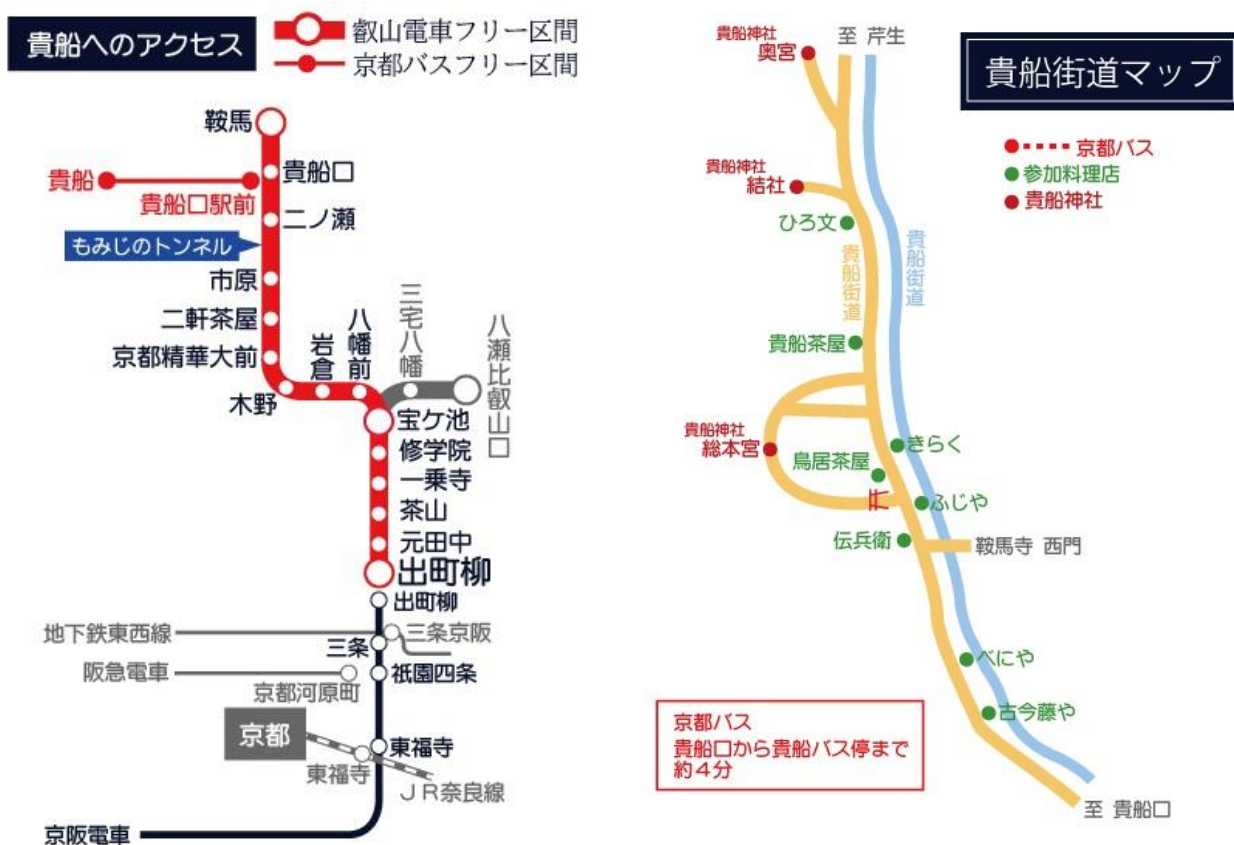 貴船へのアクセス
叡山電車フリー区間
京都バスフリー区間
鞍馬
貴船口
貴船
貴船口駅前
二ノ瀬
もみじのトンネル
市原
二軒茶屋
京都精華大前
木野
岩倉
八幡前
三宅八幡
八瀬比叡山口
宝ケ池
修学院
一乗寺
茶山
元田中
出町柳
出町柳
地下鉄東西線
三条
三条京阪
阪急電車
祇園四条
京都河原町
京都
東福寺
東福寺
JR奈良線
京阪電車
貴船街道マップ
京都バス
参加料理店
貴船神社
貴船神社
奥宮
至 芹生
貴船神社
結社
ひろ文
貴船街道
貴船街道
貴船茶屋
貴船神社
総本宮
きらく
鳥居茶屋
ふじや
伝兵衛
鞍馬寺 西門
べにや
古今藤や
至 貴船口
京都バス
貴船口から貴船バス停まで
約4分